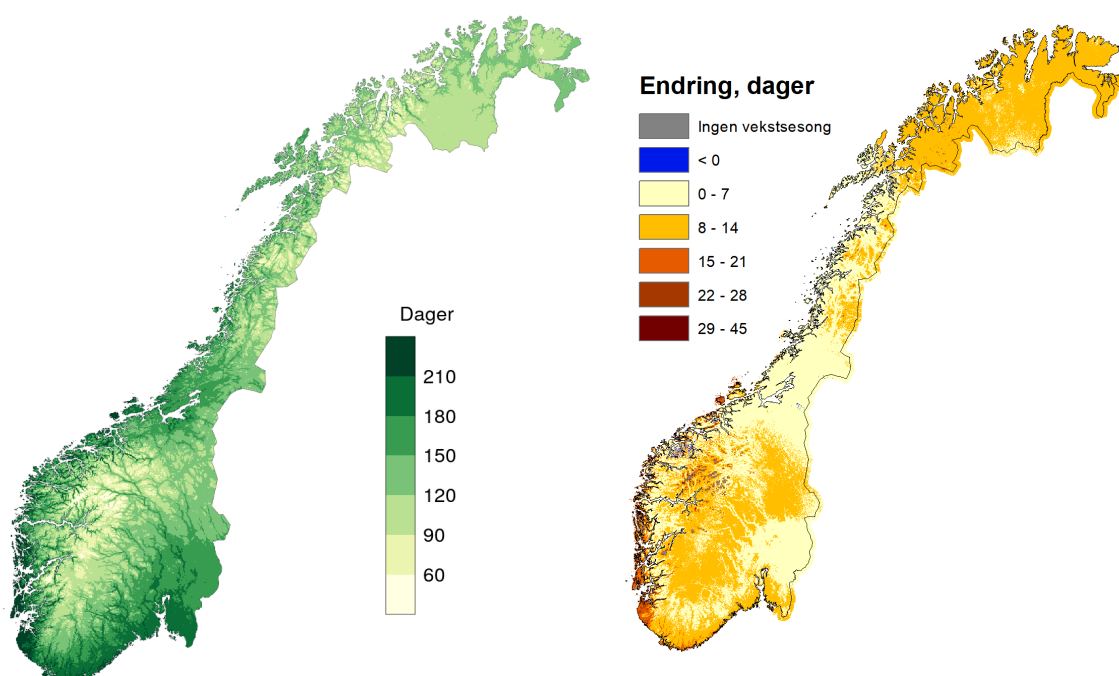 Dager
210
180
150
120
90
60
Endring, dager
Ingen vekstsesong
< 0
0 - 7
8 - 14
15 - 21
22 - 28
29 - 45